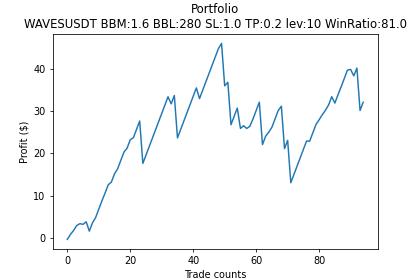 Portfolio
WAVESUSDT BBM:1.6 BBL:280 SL:1.0 TP:0.2 lev:10 WinRatio:81.0
Profit ($)
40
30
20
10
0
0
20
40
60
80
Trade counts